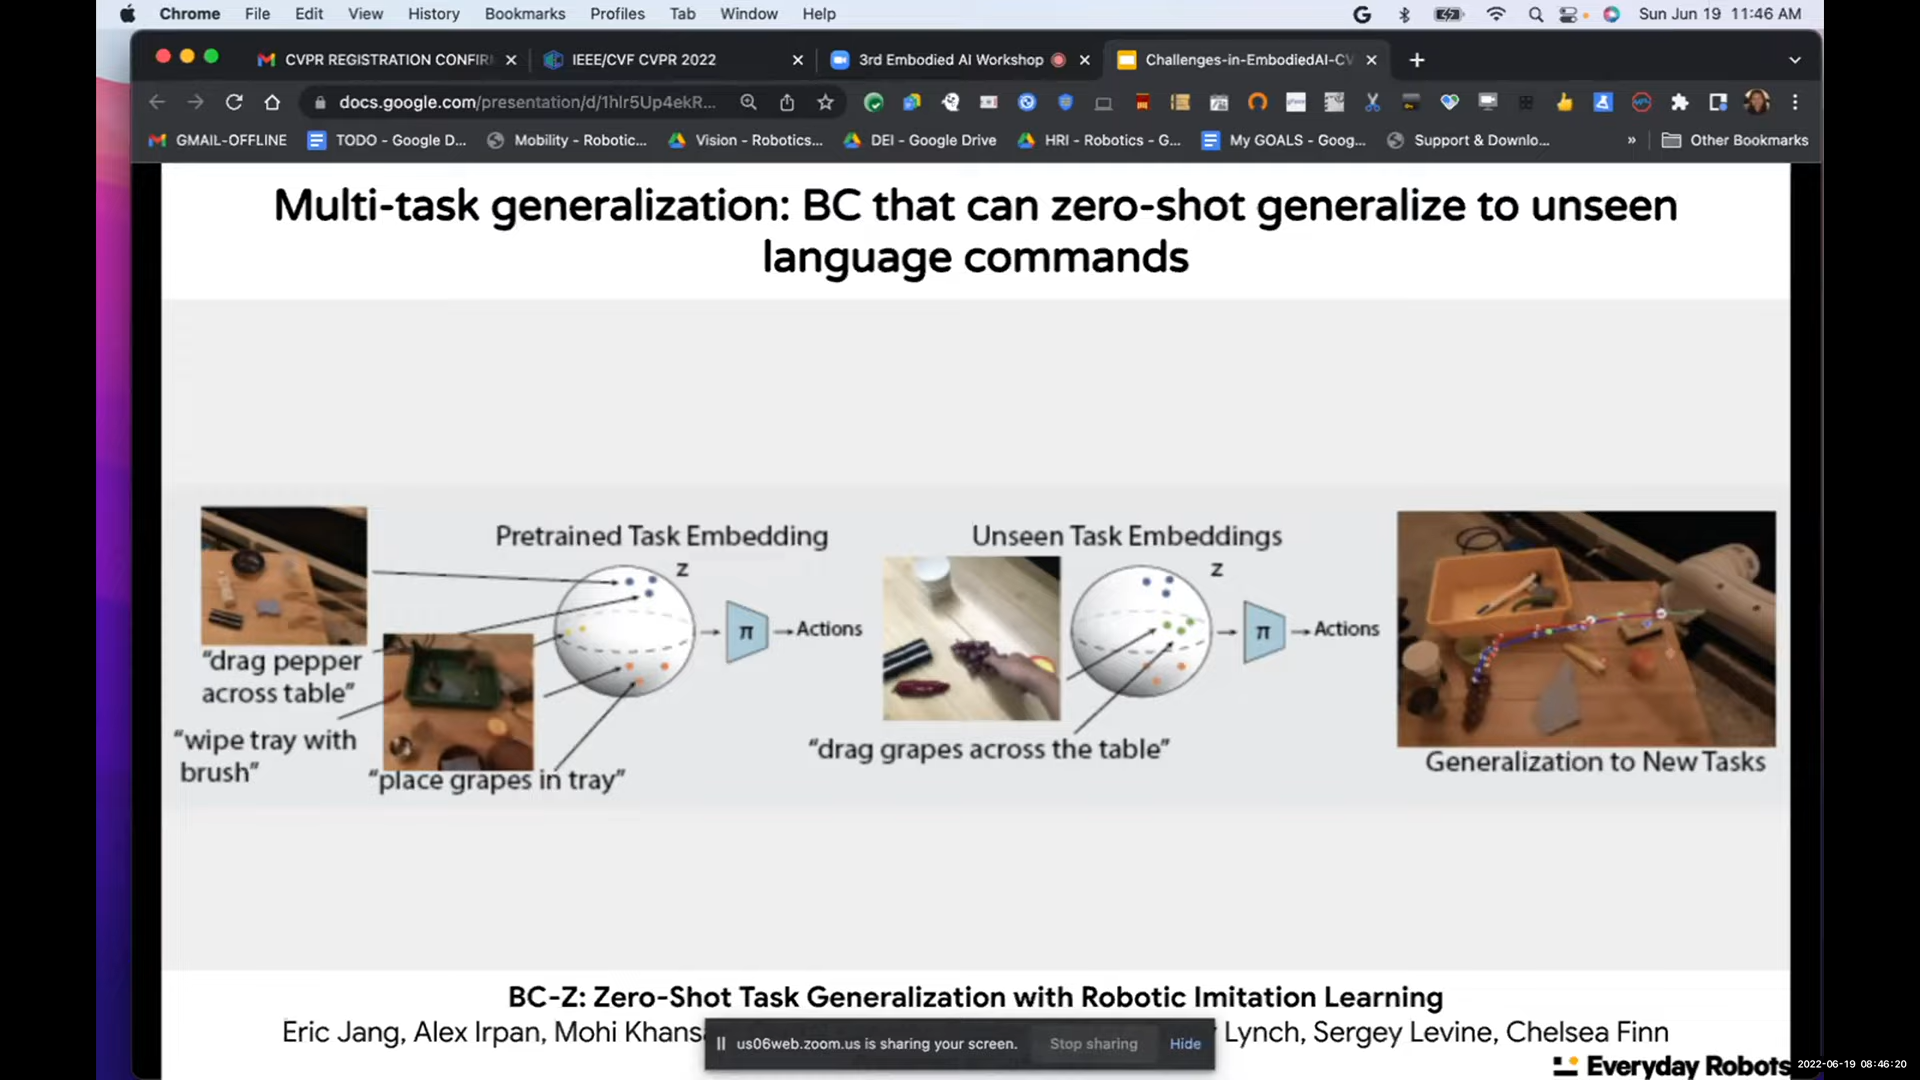 Chrome File Edit View History Bookmarks Profiles Tab Window Help
Sun Jun 19 11:46 AM
CVPR REGISTRATION CONFIR
IEEE/CVF CVPR 2022
3rd Embodied AI Workshop
Challenges-in-EmbodiedAI-CV
docs.google.com/presentation/d/1hlr5Up4ekR...
GMAIL-OFFLINE
TODO - Google D...
Mobility - Robotic...
Vision - Robotics...
DEI - Google Drive
HRI - Robotics - G...
My GOALS - Goog...
Support & Downlo...
»
Other Bookmarks
Multi-task generalization: BC that can zero-shot generalize to unseen
language commands
Pretrained Task Embedding
z
π
Actions
"drag pepper
across table"
"wipe tray with
brush"
"place grapes in tray"
Unseen Task Embeddings
z
π
Actions
"drag grapes across the table"
Generalization to New Tasks
BC-Z: Zero-Shot Task Generalization with Robotic Imitation Learning
Eric Jang, Alex Irpan, Mohi Khansa
Lynch, Sergey Levine, Chelsea Finn
us06web.zoom.us is sharing your screen.
Stop sharing
Hide
Everyday Robots
2022-06-19 08:46:20